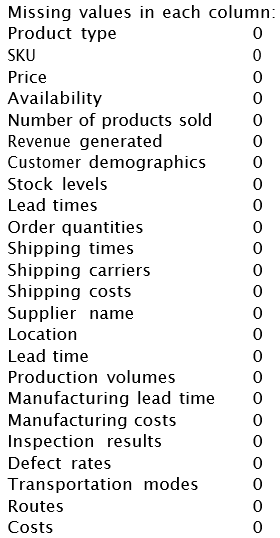 Missing values in each column:
Product type 0
SKU 0
Price 0
Availability 0
Number of products sold 0
Revenue generated 0
Customer demographics 0
Stock levels 0
Lead times 0
Order quantities 0
Shipping times 0
Shipping carriers 0
Shipping costs 0
Supplier name 0
Location 0
Lead time 0
Production volumes 0
Manufacturing lead time 0
Manufacturing costs 0
Inspection results 0
Defect rates 0
Transportation modes 0
Routes 0
Costs 0